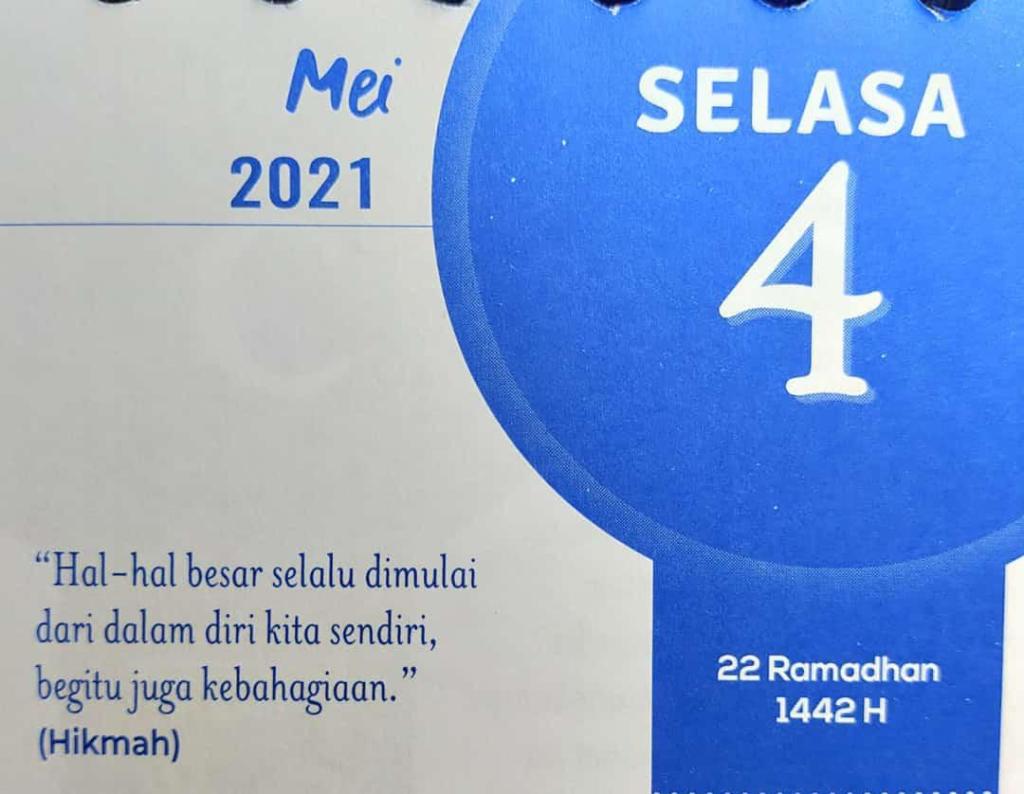 Mei
2021
SELASA
4
“Hal-hal besar selalu dimulai
dari dalam diri kita sendiri,
begitu juga kebahagiaan.”
(Hikmah)
22 Ramadhan
1442 H